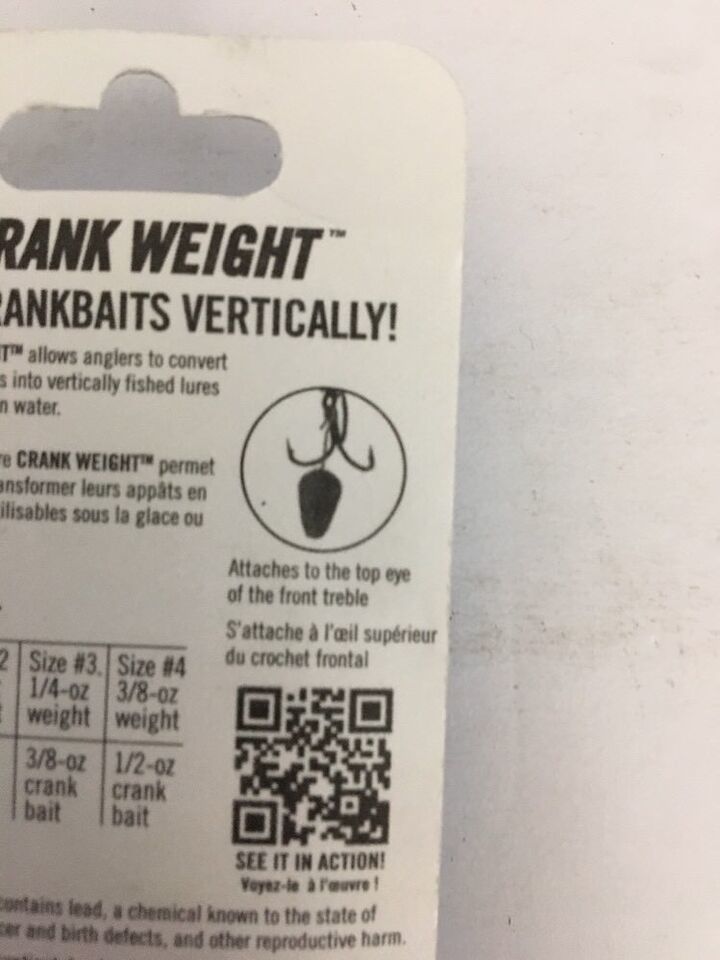 RANK WEIGHT™
RANKBAITS VERTICALLY!
T™ allows anglers to convert
s into vertically fished lures
n water.
re CRANK WEIGHT™ permet
ansformer leurs appâts en
ilisables sous la glace ou
Attaches to the top eye
of the front treble
S'attache à l'œil supérieur
du crochet frontal
2 Size #3. Size #4
1/4-oz 3/8-oz
t weight weight
3/8-oz 1/2-oz
crank crank
bait bait
SEE IT IN ACTION!
Voyez-le à l'œuvre !
contains lead, a chemical known to the state of
cer and birth defects, and other reproductive harm.